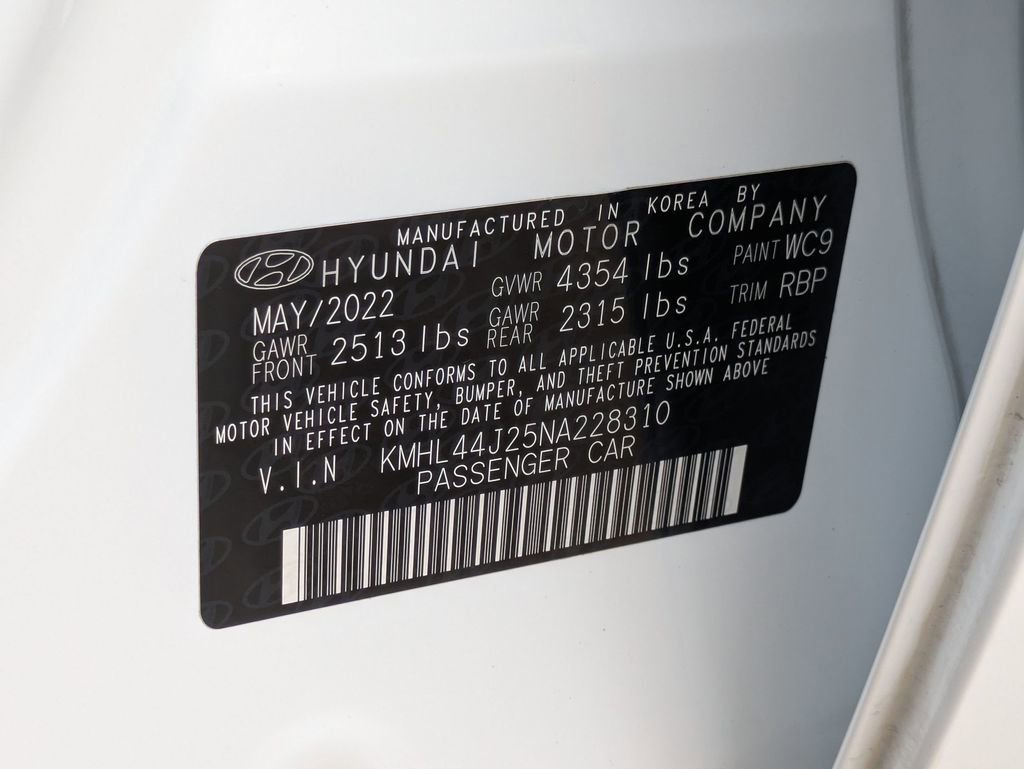 MANUFACTURED IN KOREA BY
HYUNDAI MOTOR COMPANY
MAY/2022 GVWR 4354 lbs PAINT WC9
GAWR FRONT 2513 lbs GAWR REAR 2315 lbs TRIM RBP
THIS VEHICLE CONFORMS TO ALL APPLICABLE U.S.A. FEDERAL
MOTOR VEHICLE SAFETY, BUMPER, AND THEFT PREVENTION STANDARDS
IN EFFECT ON THE DATE OF MANUFACTURE SHOWN ABOVE
V.I.N KMHL44J25NA228310
PASSENGER CAR